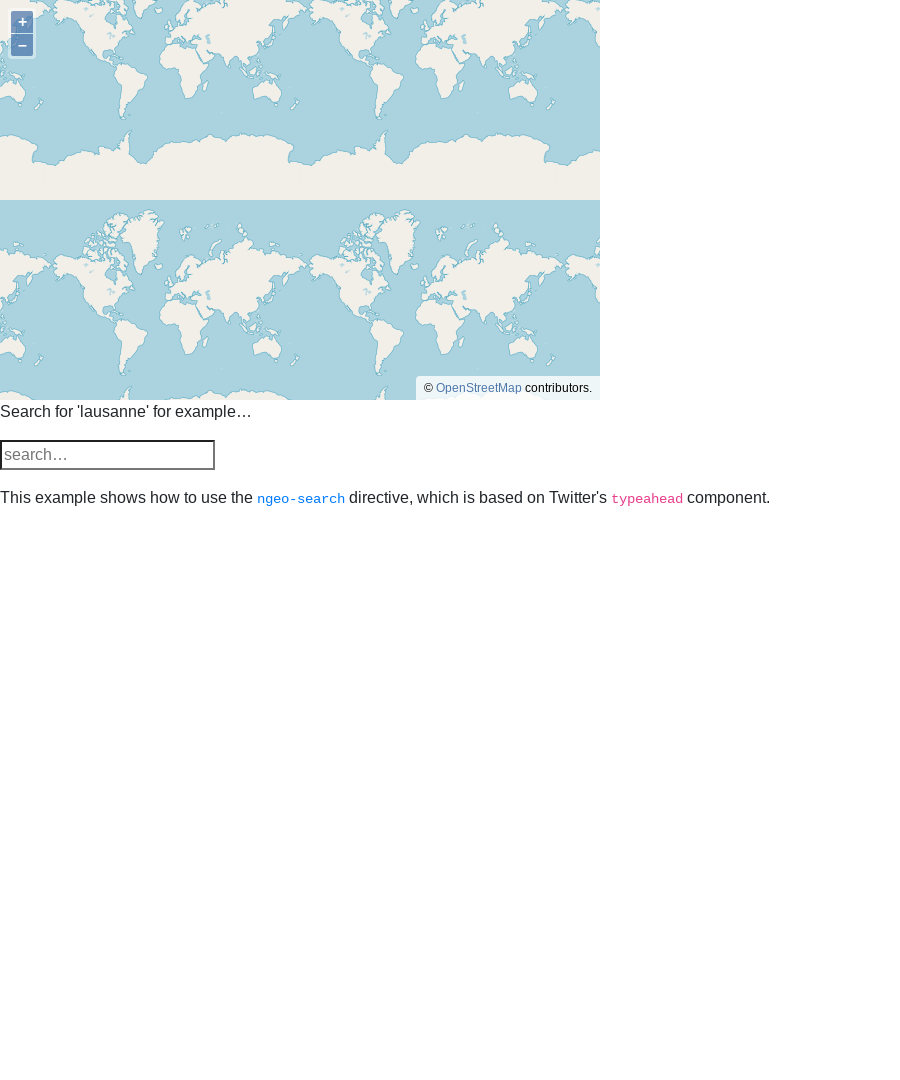 +
−
© OpenStreetMap contributors.
Search for 'lausanne' for example…
search…
This example shows how to use the ngeo-search directive, which is based on Twitter's typeahead component.